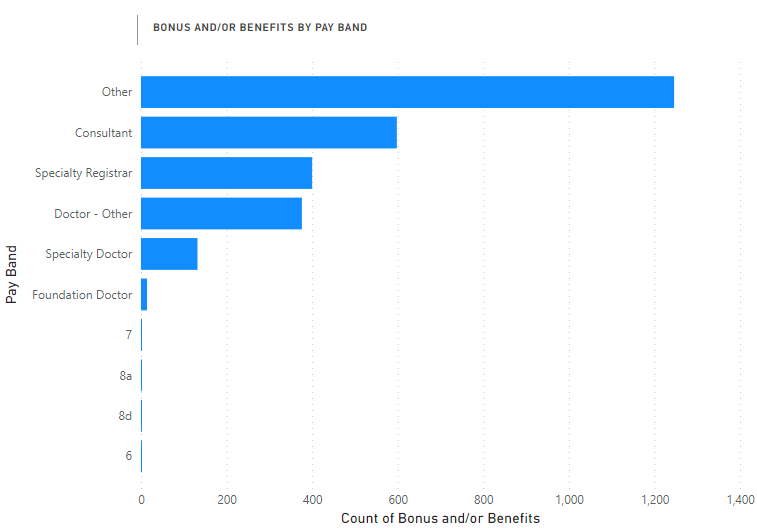 BONUS AND/OR BENEFITS BY PAY BAND
Other
Consultant
Specialty Registrar
Doctor - Other
Specialty Doctor
Foundation Doctor
7
8a
8d
6
Pay Band
0 200 400 600 800 1,000 1,200 1,400
Count of Bonus and/or Benefits